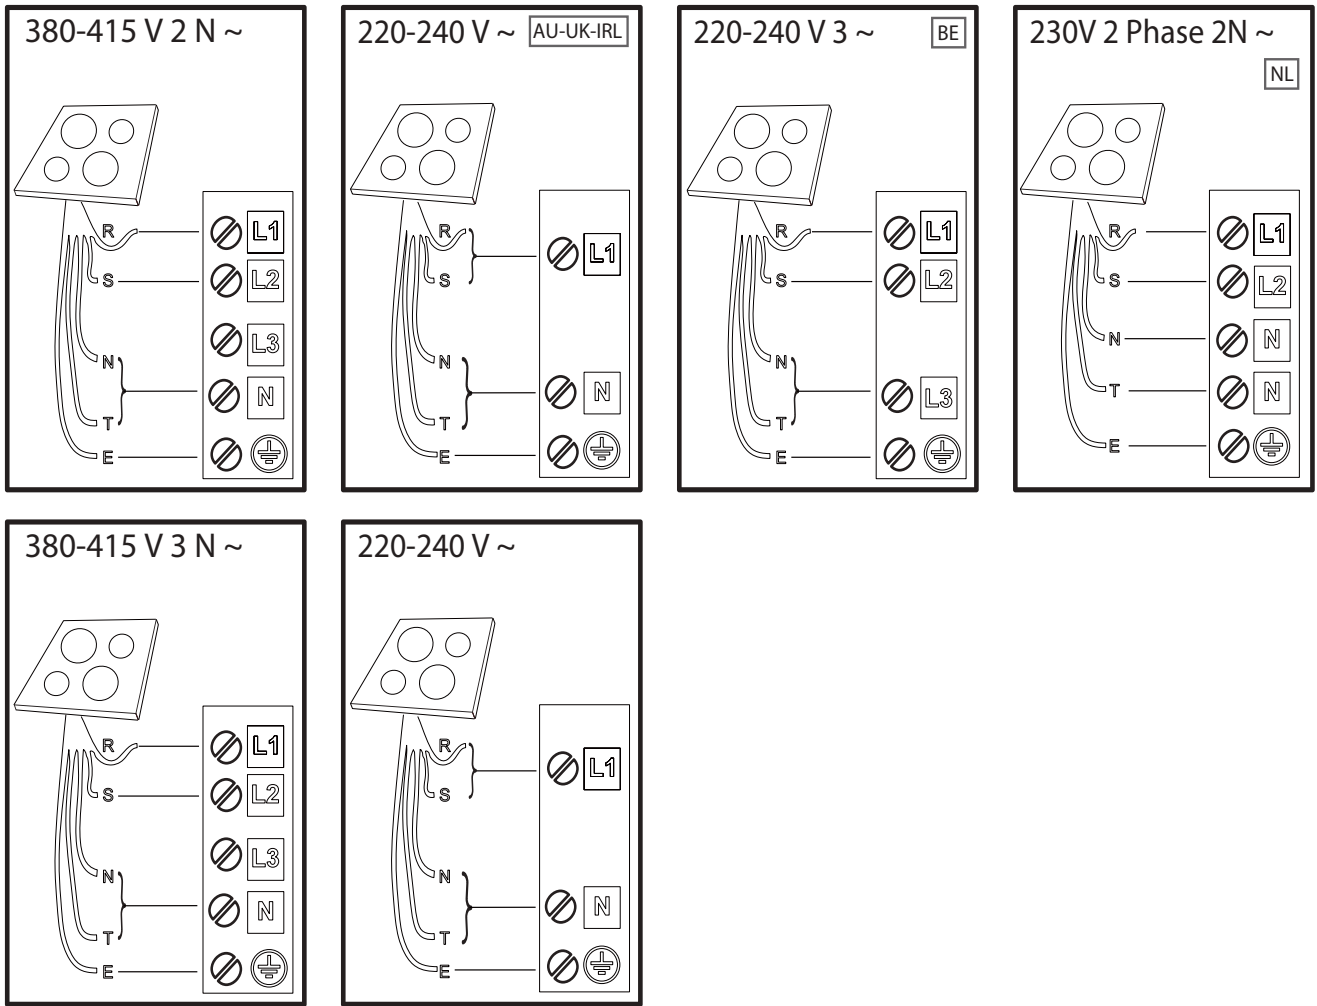 380-415 V 2 N ~
R L1
S L2
L3
N
N
T
E
220-240 V ~ AU-UK-IRL
R
L1
S
N
N
T
E
220-240 V 3 ~ BE
R L1
S L2
N
L3
T
E
230V 2 Phase 2N ~
NL
R L1
S L2
N N
T N
E
380-415 V 3 N ~
R L1
S L2
L3
N
N
T
E
220-240 V ~
R
L1
S
N
N
T
E